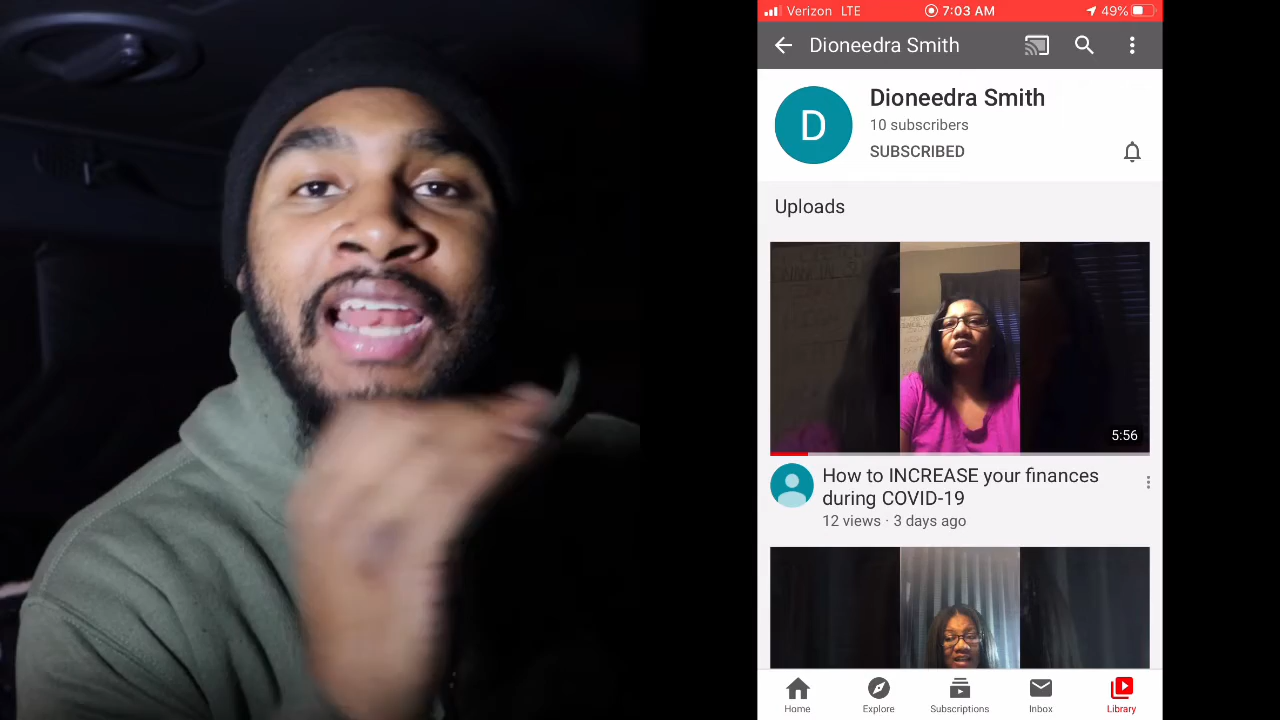 Verizon LTE 7:03 AM 49%
Dioneedra Smith
D
Dioneedra Smith
10 subscribers
SUBSCRIBED
Uploads
5:56
How to INCREASE your finances
during COVID-19
12 views · 3 days ago
Home Explore Subscriptions Inbox Library